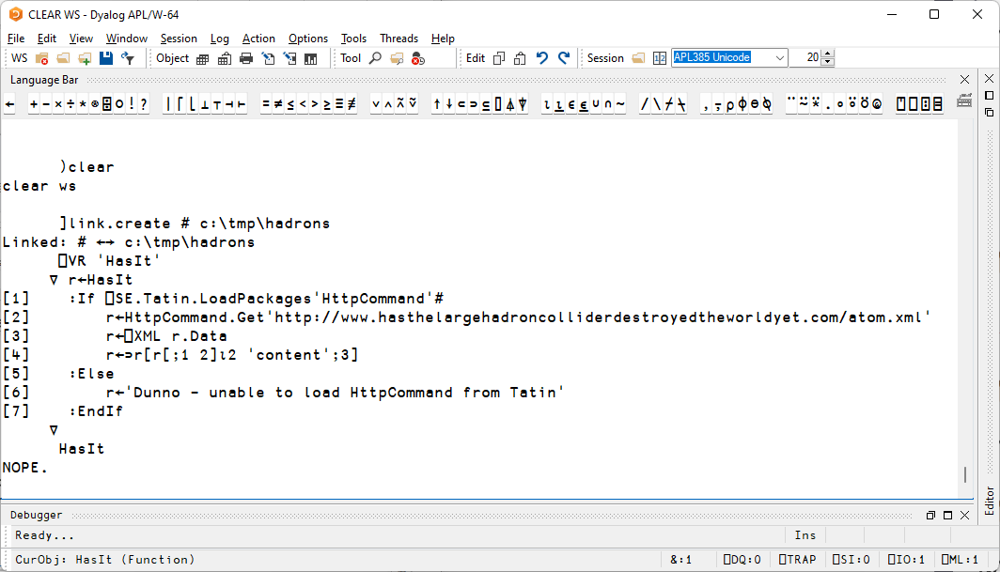 CLEAR WS - Dyalog APL/W-64
File Edit View Window Session Log Action Options Tools Threads Help
WS Object Tool Edit Session APL385 Unicode 20
Language Bar
← +-×÷*⍟⌹○!? |⌈⌊⊥⊤⊣⊢ =≠≤<>≥≡≢ ∨∧⍲⍱ ↑↓⊂⊃⊆⌷⍋⍒ ⍳⍸∊⍷∪∩~ /\⌿⍀ ,⍪⍴⌽⊖⍉ ¨⍨⍣.∘⍤⍥@ ⍞⎕⍠⌸
)clear
clear ws
]link.create # c:\tmp\hadrons
Linked: # ←→ c:\tmp\hadrons
⎕VR 'HasIt'
∇ r←HasIt
[1] :If ⎕SE.Tatin.LoadPackages'HttpCommand'#
[2] r←HttpCommand.Get'http://www.hasthelargehadroncolliderdestroyedtheworldyet.com/atom.xml'
[3] r←⎕XML r.Data
[4] r←⊃r[r[;1 2]⍳2 'content';3]
[5] :Else
[6] r←'Dunno - unable to load HttpCommand from Tatin'
[7] :EndIf
∇
HasIt
NOPE.
Editor
Debugger
Ready... Ins
CurObj: HasIt (Function) &:1 ⎕DQ:0 ⎕TRAP ⎕SI:0 ⎕IO:1 ⎕ML:1